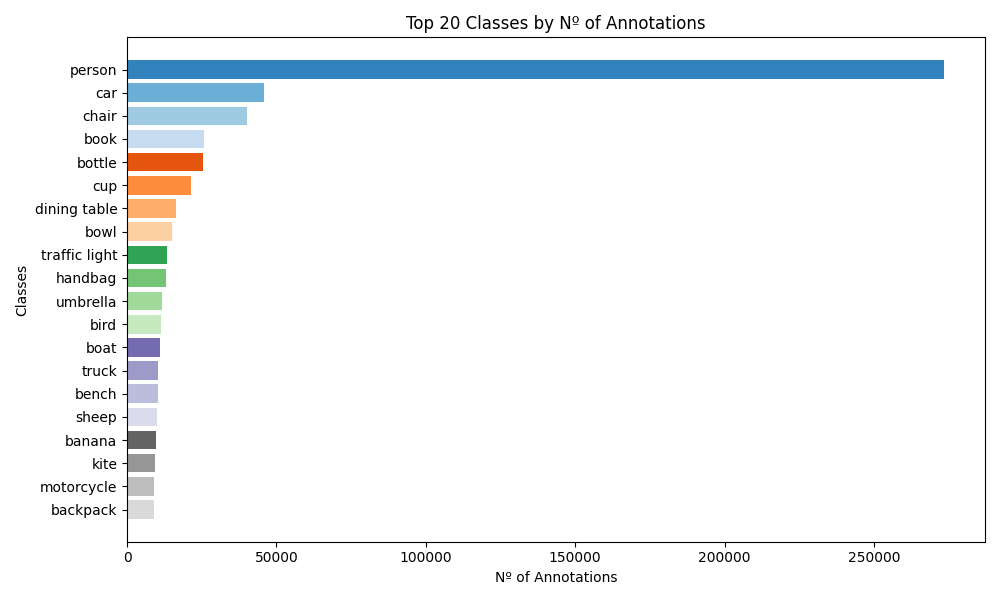 Top 20 Classes by Nº of Annotations
person
car
chair
book
bottle
cup
dining table
bowl
traffic light
handbag
umbrella
bird
boat
truck
bench
sheep
banana
kite
motorcycle
backpack
Classes
0 50000 100000 150000 200000 250000
Nº of Annotations